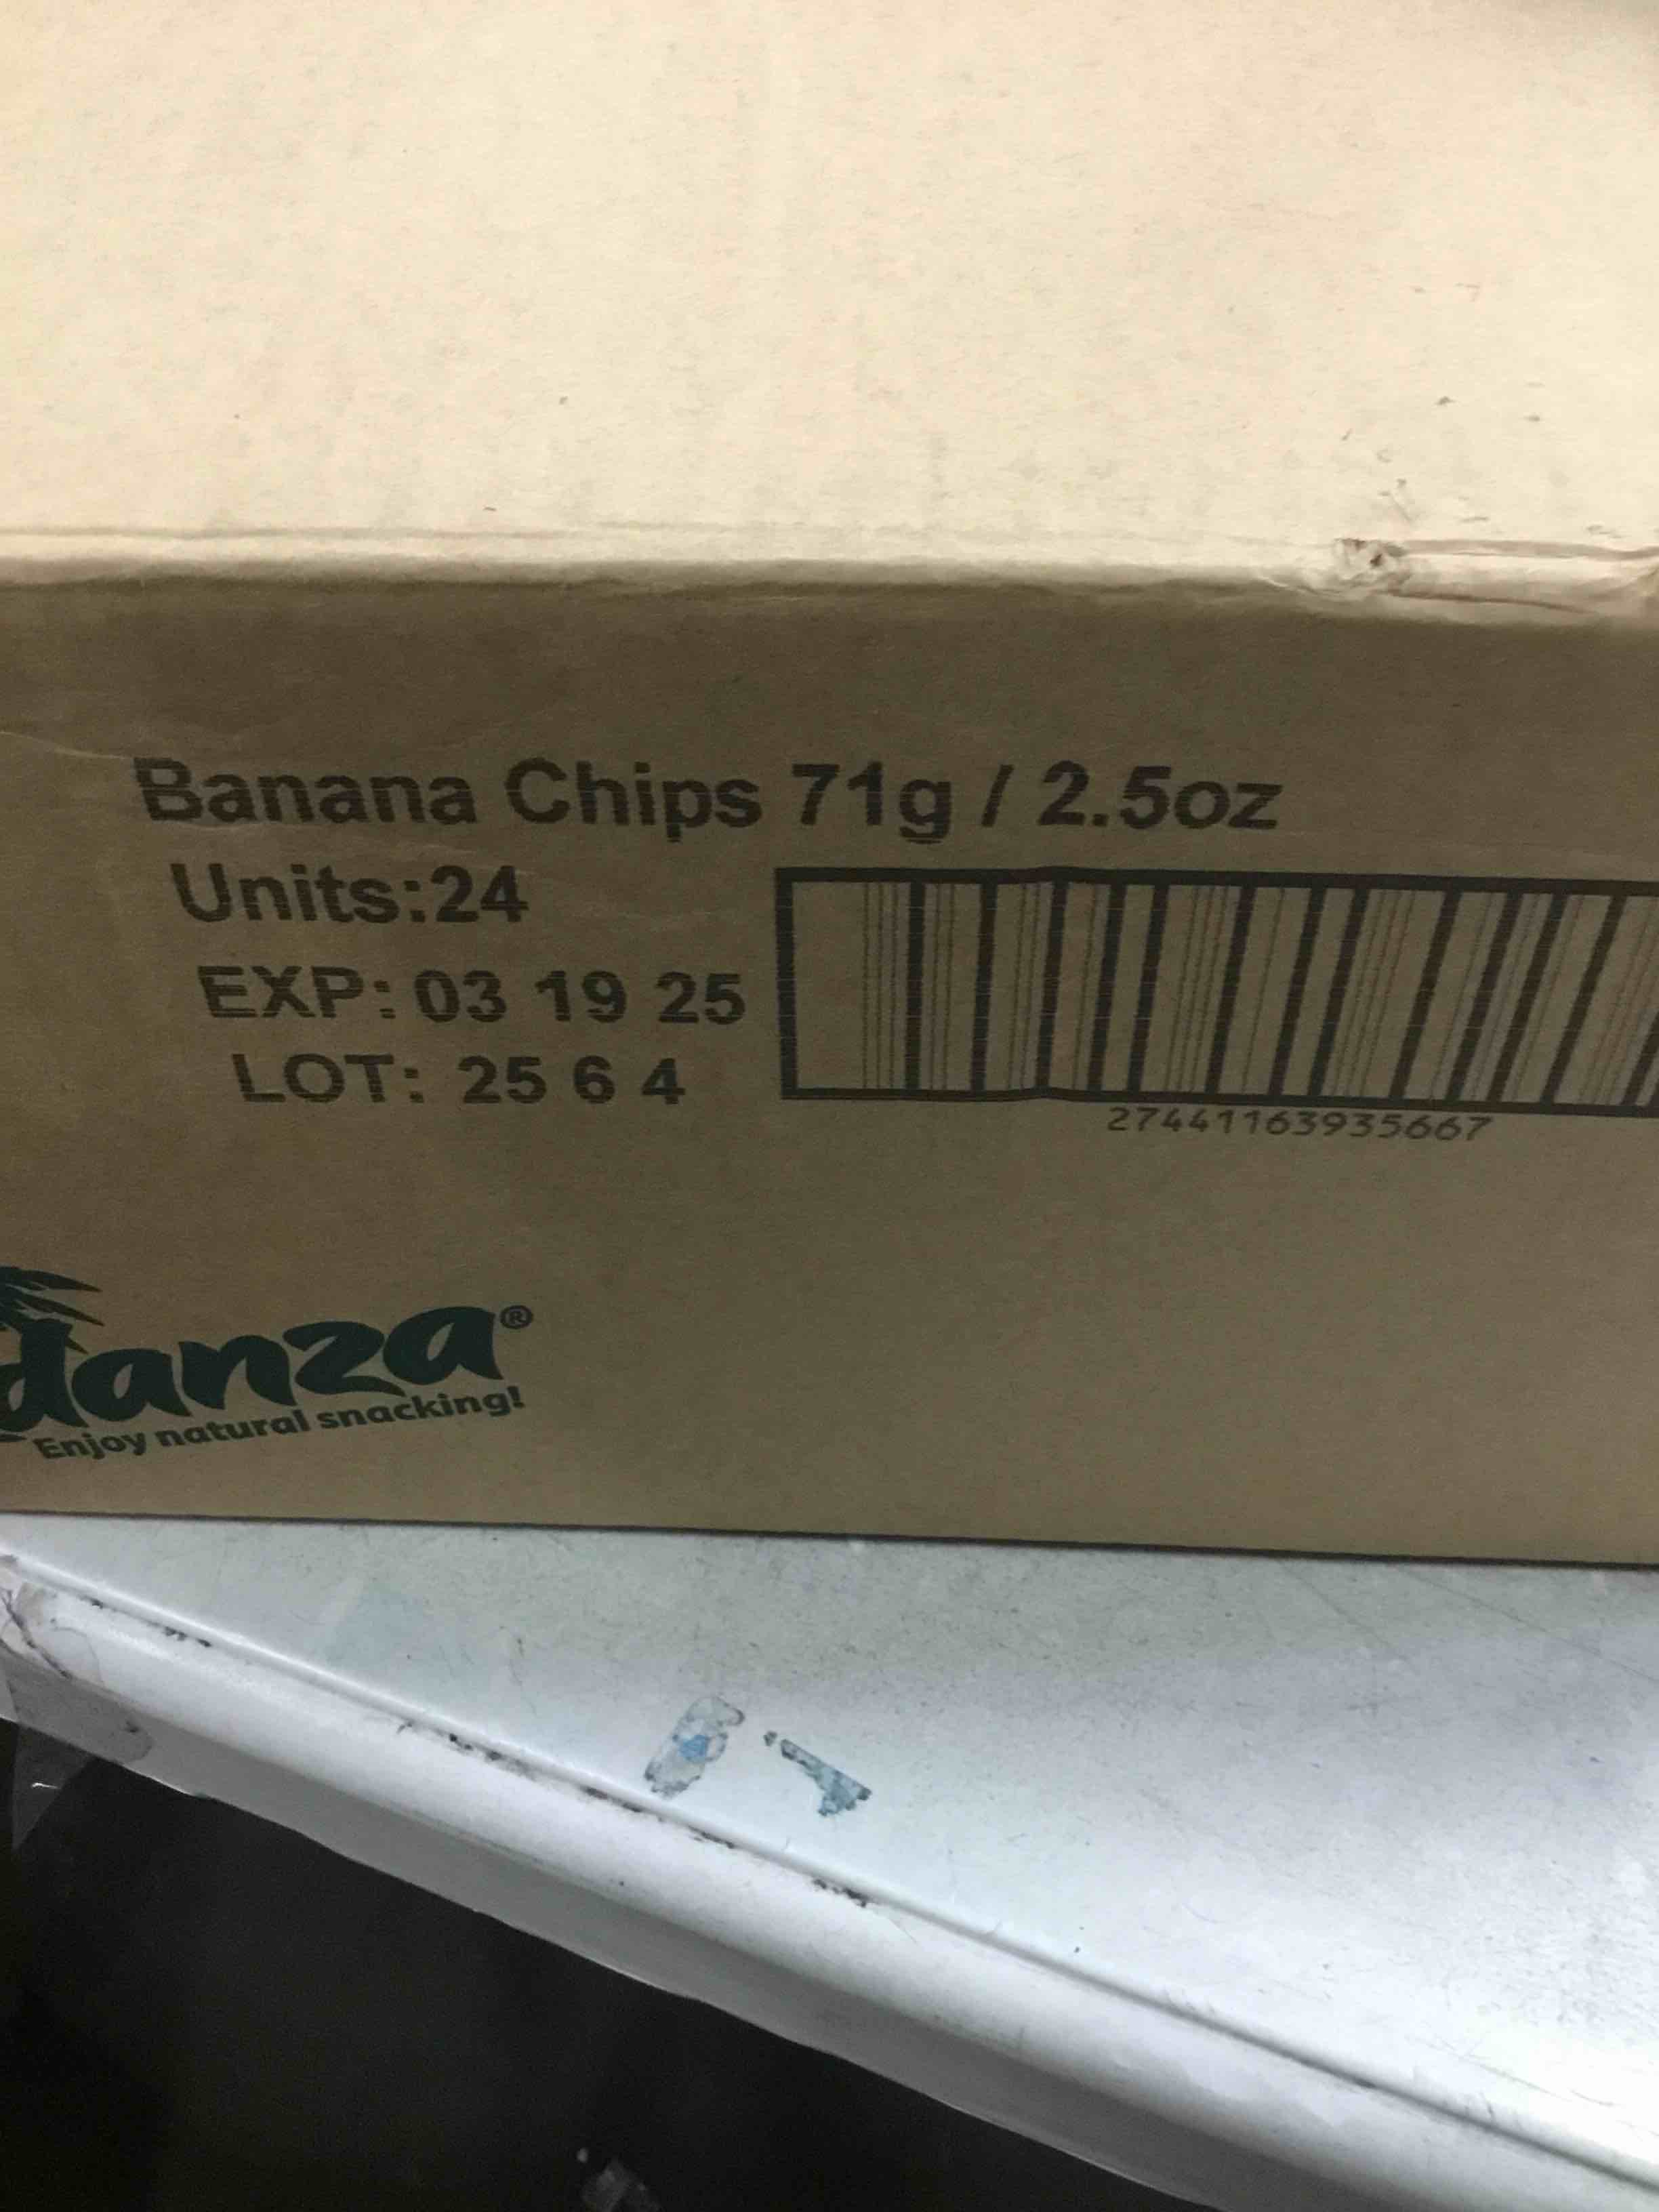 Banana Chips 71g / 2.5oz
Units:24
EXP: 03 19 25
LOT: 25 6 4
27441163935667
danza®
Enjoy natural snacking!